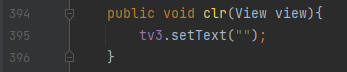 394 public void clr(View view){
395 tv3.setText("");
396 }